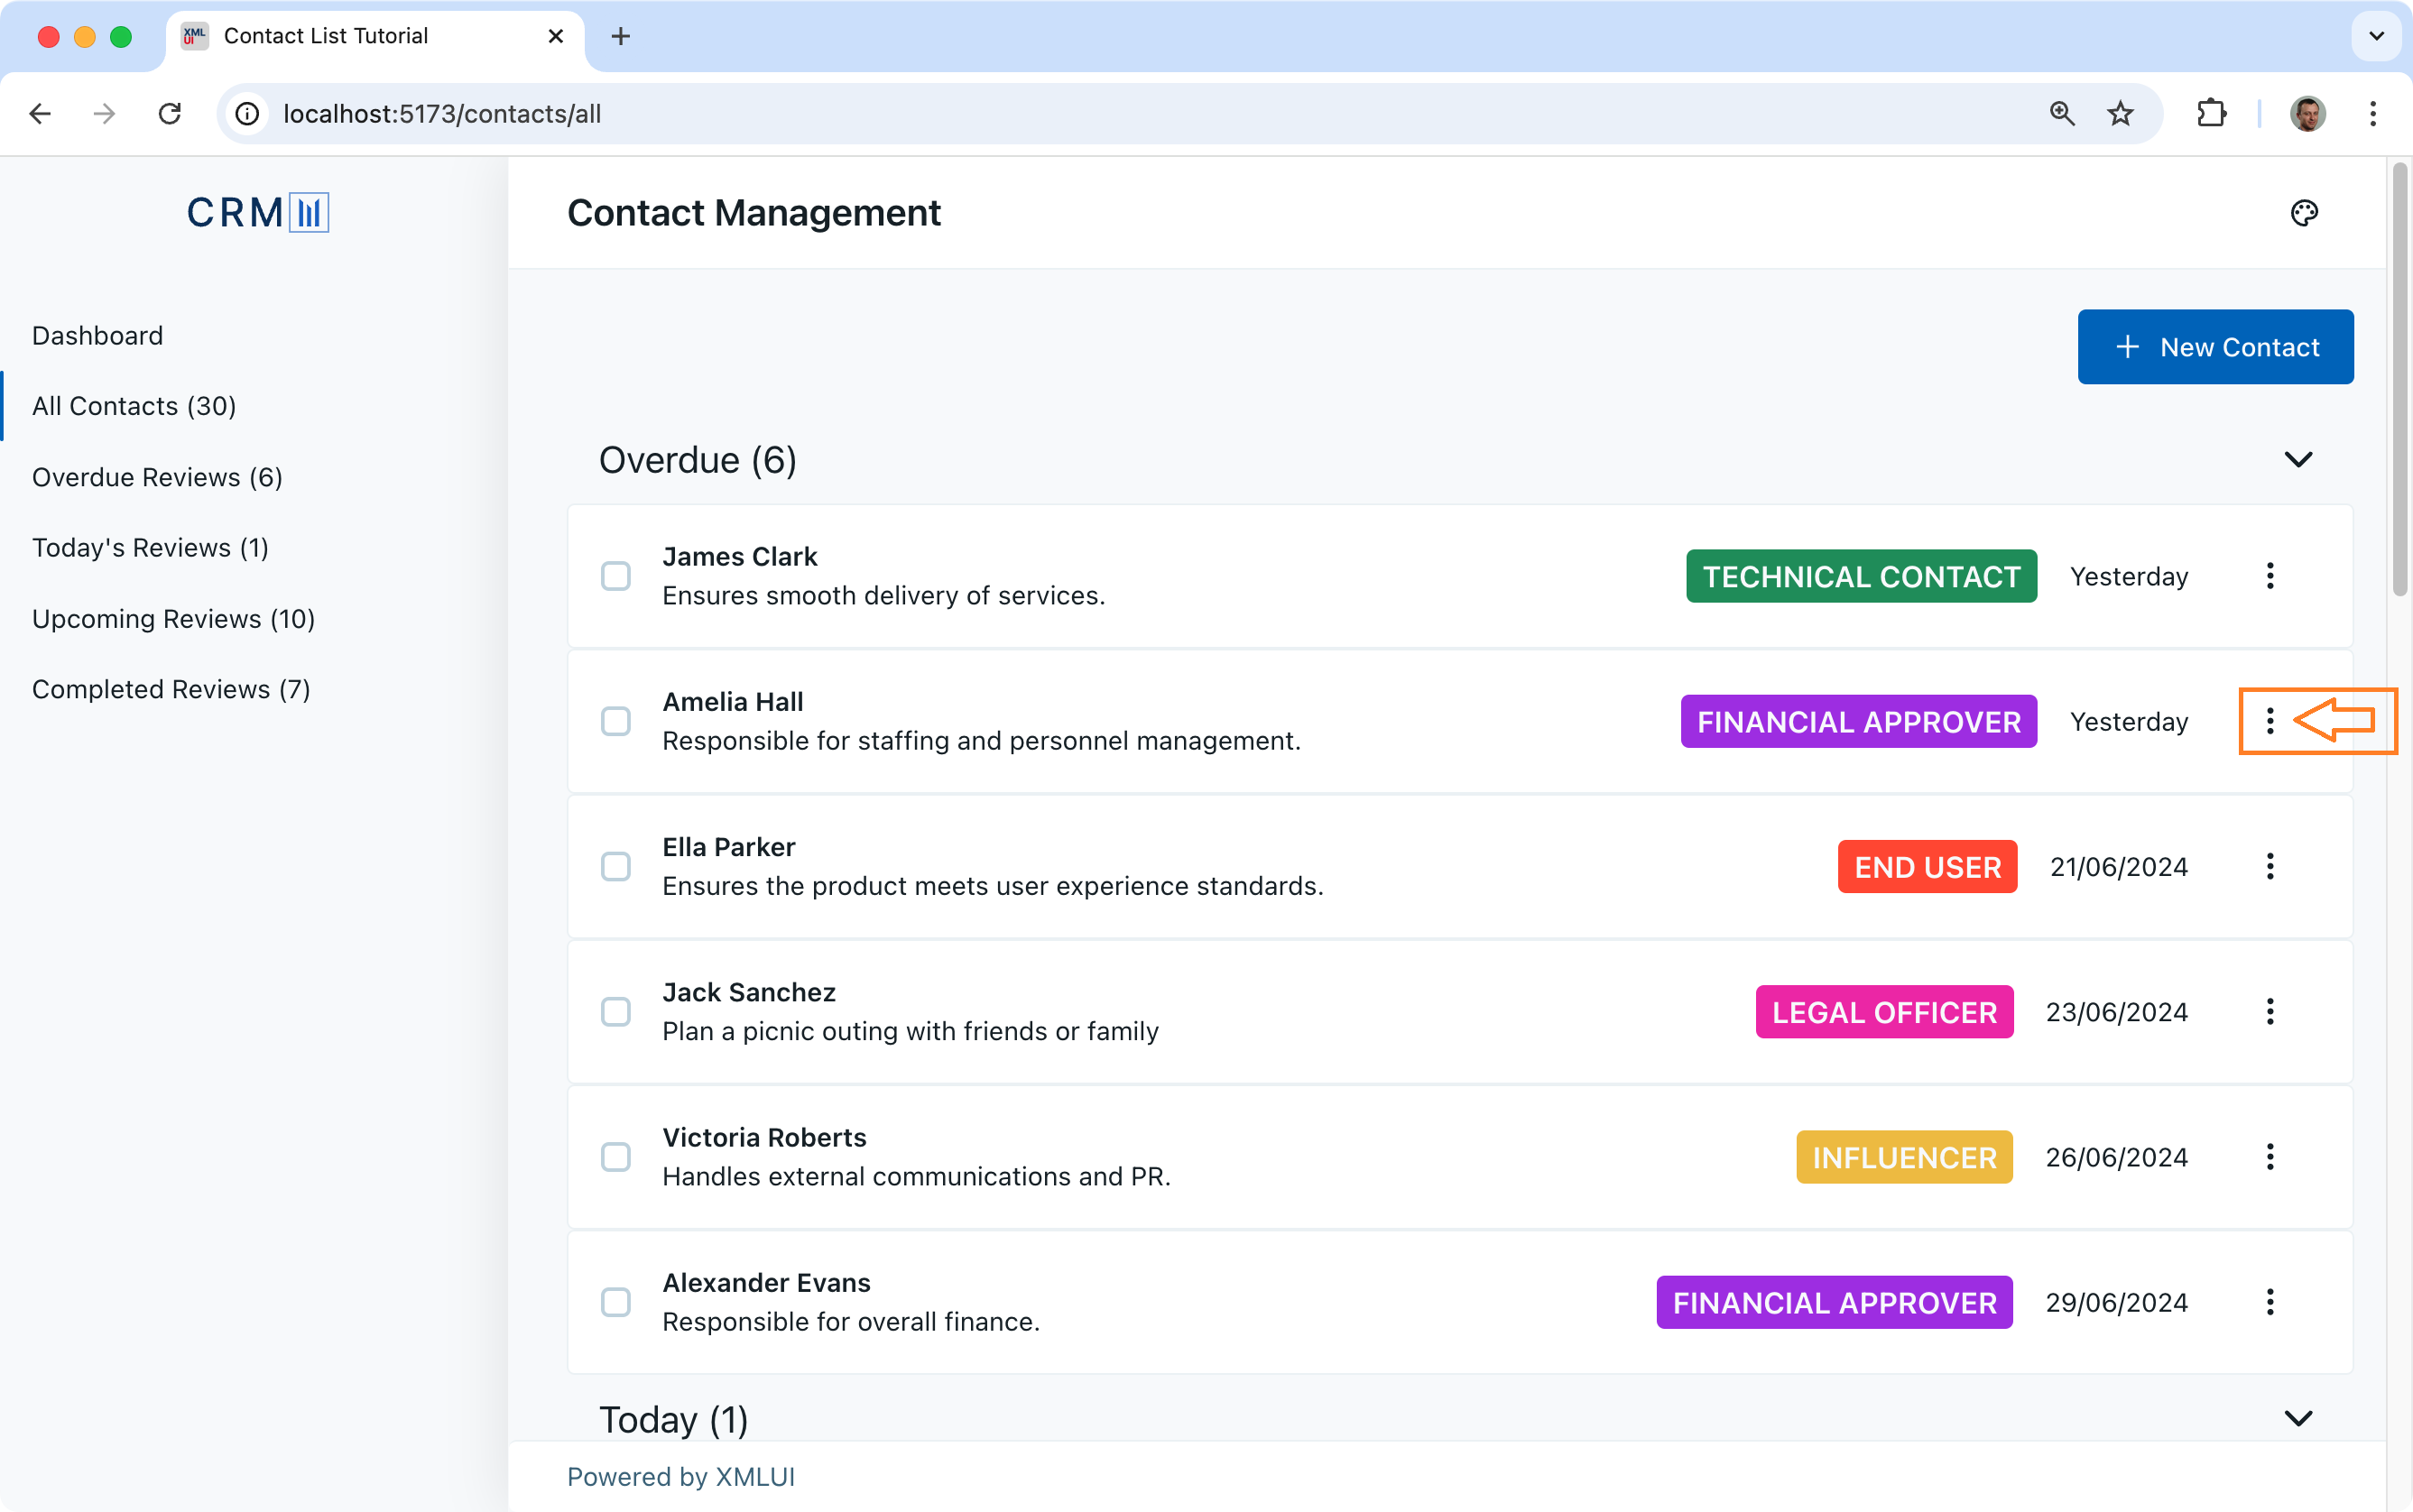 XML
UI
Contact List Tutorial
localhost:5173/contacts/all
CRM
Contact Management
Dashboard
All Contacts (30)
Overdue Reviews (6)
Today's Reviews (1)
Upcoming Reviews (10)
Completed Reviews (7)
New Contact
Overdue (6)
James Clark
Ensures smooth delivery of services.
TECHNICAL CONTACT
Yesterday
Amelia Hall
Responsible for staffing and personnel management.
FINANCIAL APPROVER
Yesterday
Ella Parker
Ensures the product meets user experience standards.
END USER
21/06/2024
Jack Sanchez
Plan a picnic outing with friends or family
LEGAL OFFICER
23/06/2024
Victoria Roberts
Handles external communications and PR.
INFLUENCER
26/06/2024
Alexander Evans
Responsible for overall finance.
FINANCIAL APPROVER
29/06/2024
Today (1)
Powered by XMLUI